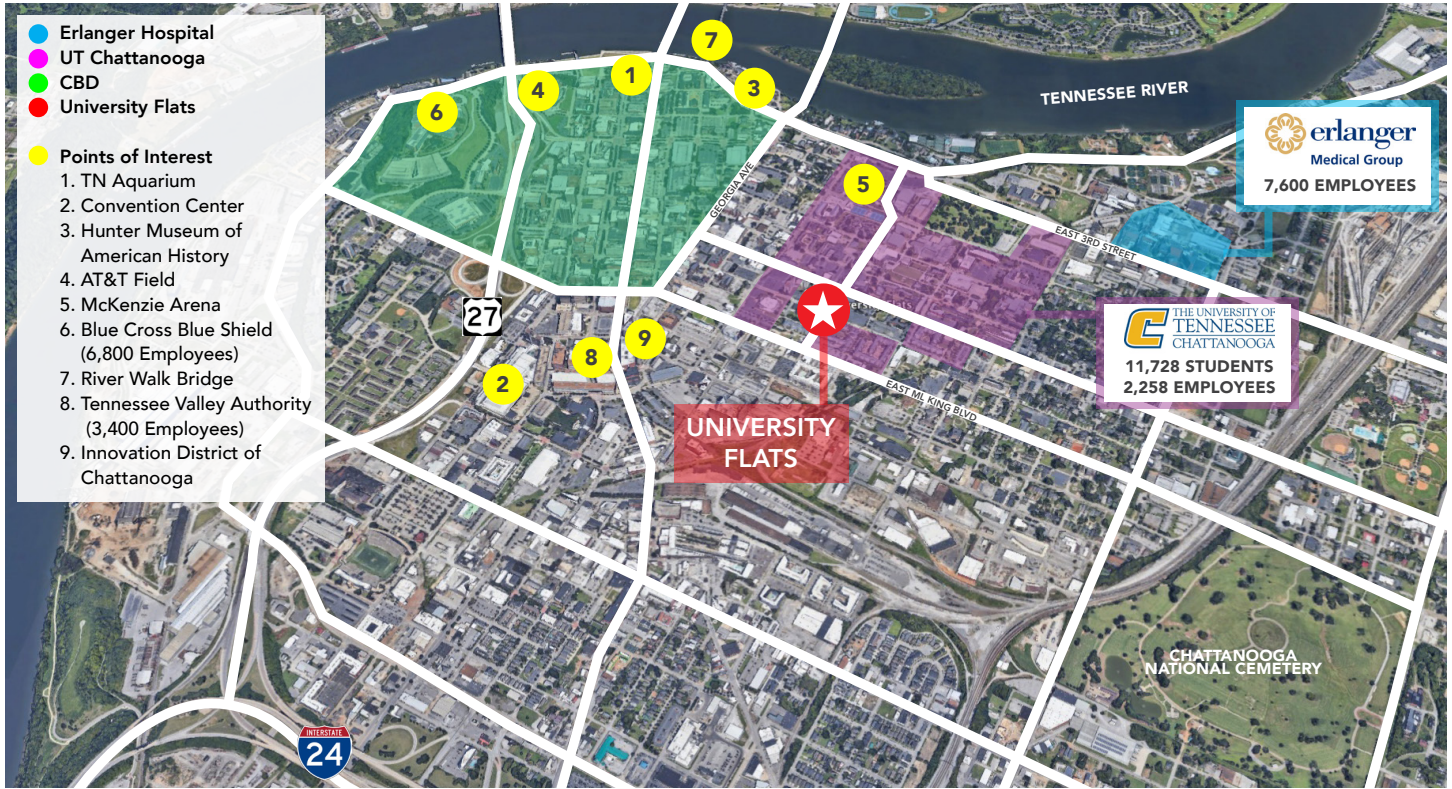 Erlanger Hospital
UT Chattanooga
CBD
University Flats
Points of Interest
1. TN Aquarium
2. Convention Center
3. Hunter Museum of
American History
4. AT&T Field
5. McKenzie Arena
6. Blue Cross Blue Shield
(6,800 Employees)
7. River Walk Bridge
8. Tennessee Valley Authority
(3,400 Employees)
9. Innovation District of
Chattanooga
7
1
4
3
6
TENNESSEE RIVER
erlanger
Medical Group
7,600 EMPLOYEES
5
GEORGIA AVE
EAST 3RD STREET
27
9
8
2
C
THE UNIVERSITY OF
TENNESSEE
CHATTANOOGA
11,728 STUDENTS
2,258 EMPLOYEES
EAST ML KING BLVD
UNIVERSITY
FLATS
CHATTANOOGA
NATIONAL CEMETERY
INTERSTATE
24